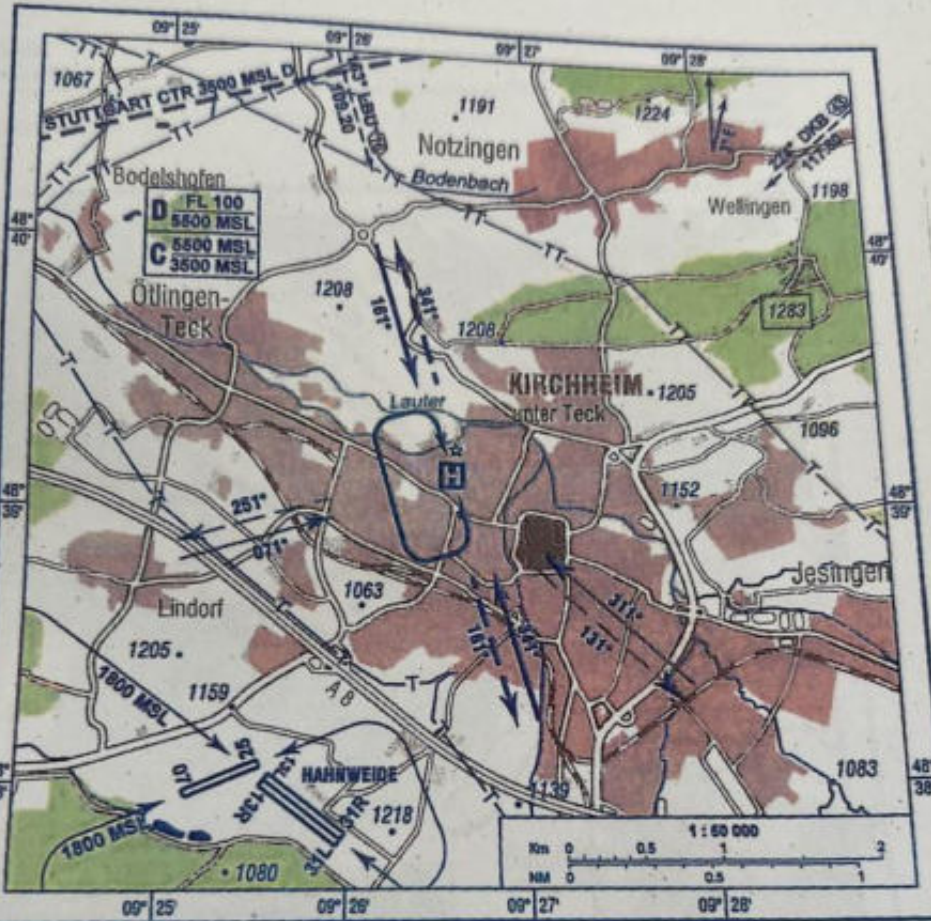 09° 25'
09° 26'
09° 27'
09° 28'
1067
STUTTGART CTR 3500 MSL D
109.20
1191
1224
Notzingen
Bodenbach
DKB
Wellingen
1198
Bodelshofen
D FL 100
5500 MSL
C 5500 MSL
3500 MSL
48°
40'
48°
40'
Ötlingen-
Teck
1208
161°
341°
1208
1283
KIRCHHEIM
unter Teck
1205
Lauter
1096
H
48°
39'
48°
39'
1152
251°
071°
Jesingen
1063
Lindorf
311°
131°
161°
341°
1205
1800 MSL
1159
A 8
HAHNWEIDE
07
25
13L
13R
31R
31L
1218
1139
1083
48°
38'
1800 MSL
1080
1 : 50 000
Km 0 0.5 1 2
NM 0 0.5 1
09° 25'
09° 26'
09° 27'
09° 28'